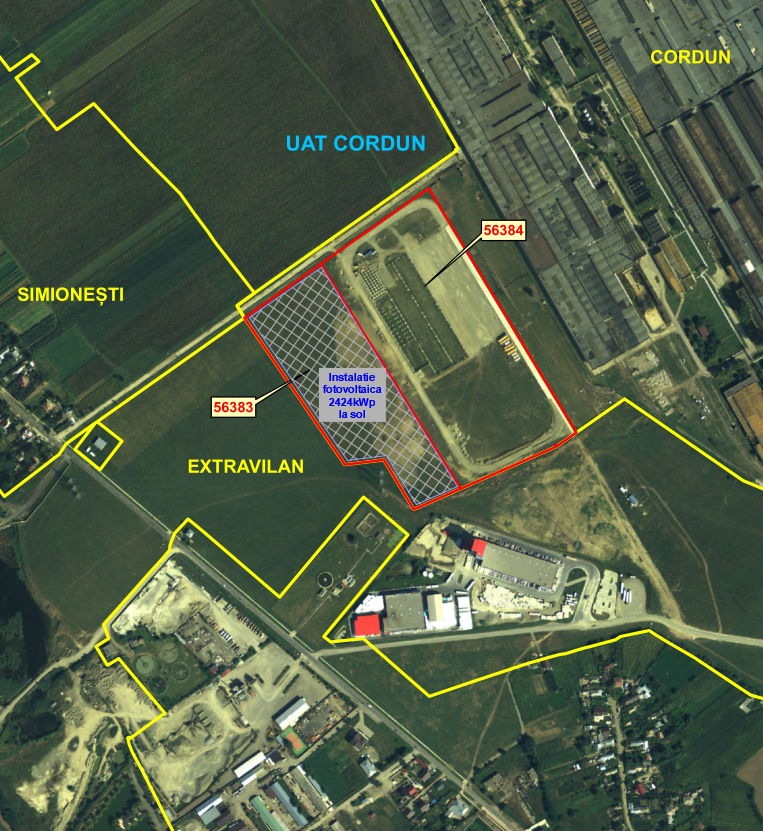 CORDUN
UAT CORDUN
56384
SIMIONEȘTI
Instalatie
fotovoltaica
2424kWp
la sol
56383
EXTRAVILAN